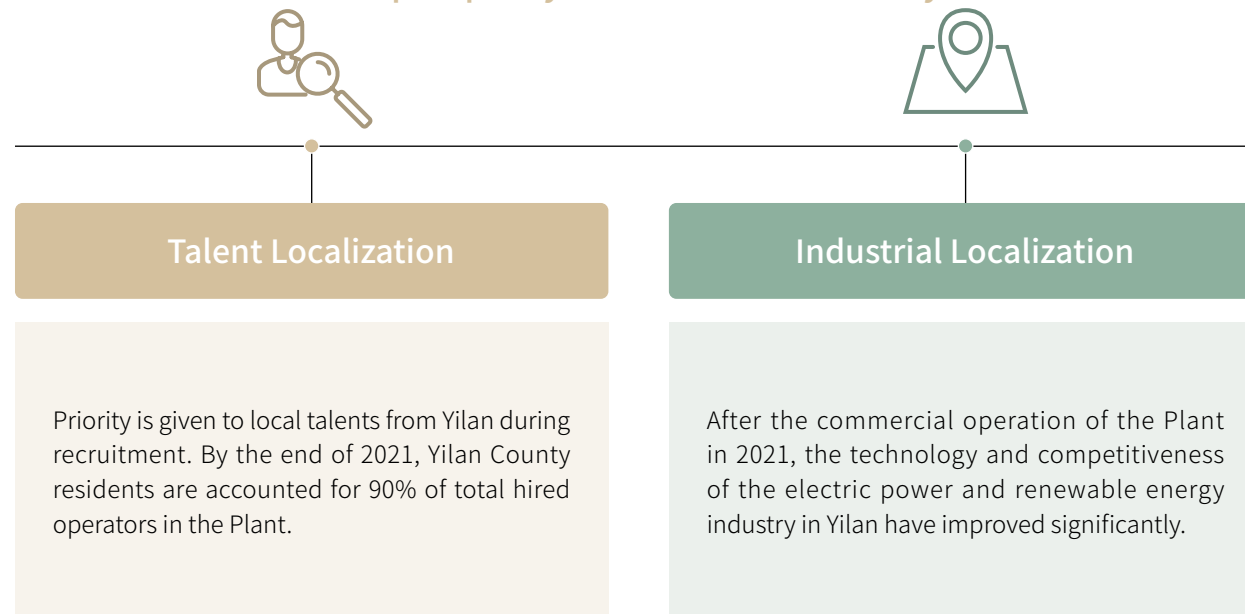 Talent Localization
Priority is given to local talents from Yilan during
recruitment. By the end of 2021, Yilan County
residents are accounted for 90% of total hired
operators in the Plant.
Industrial Localization
After the commercial operation of the Plant
in 2021, the technology and competitiveness
of the electric power and renewable energy
industry in Yilan have improved significantly.